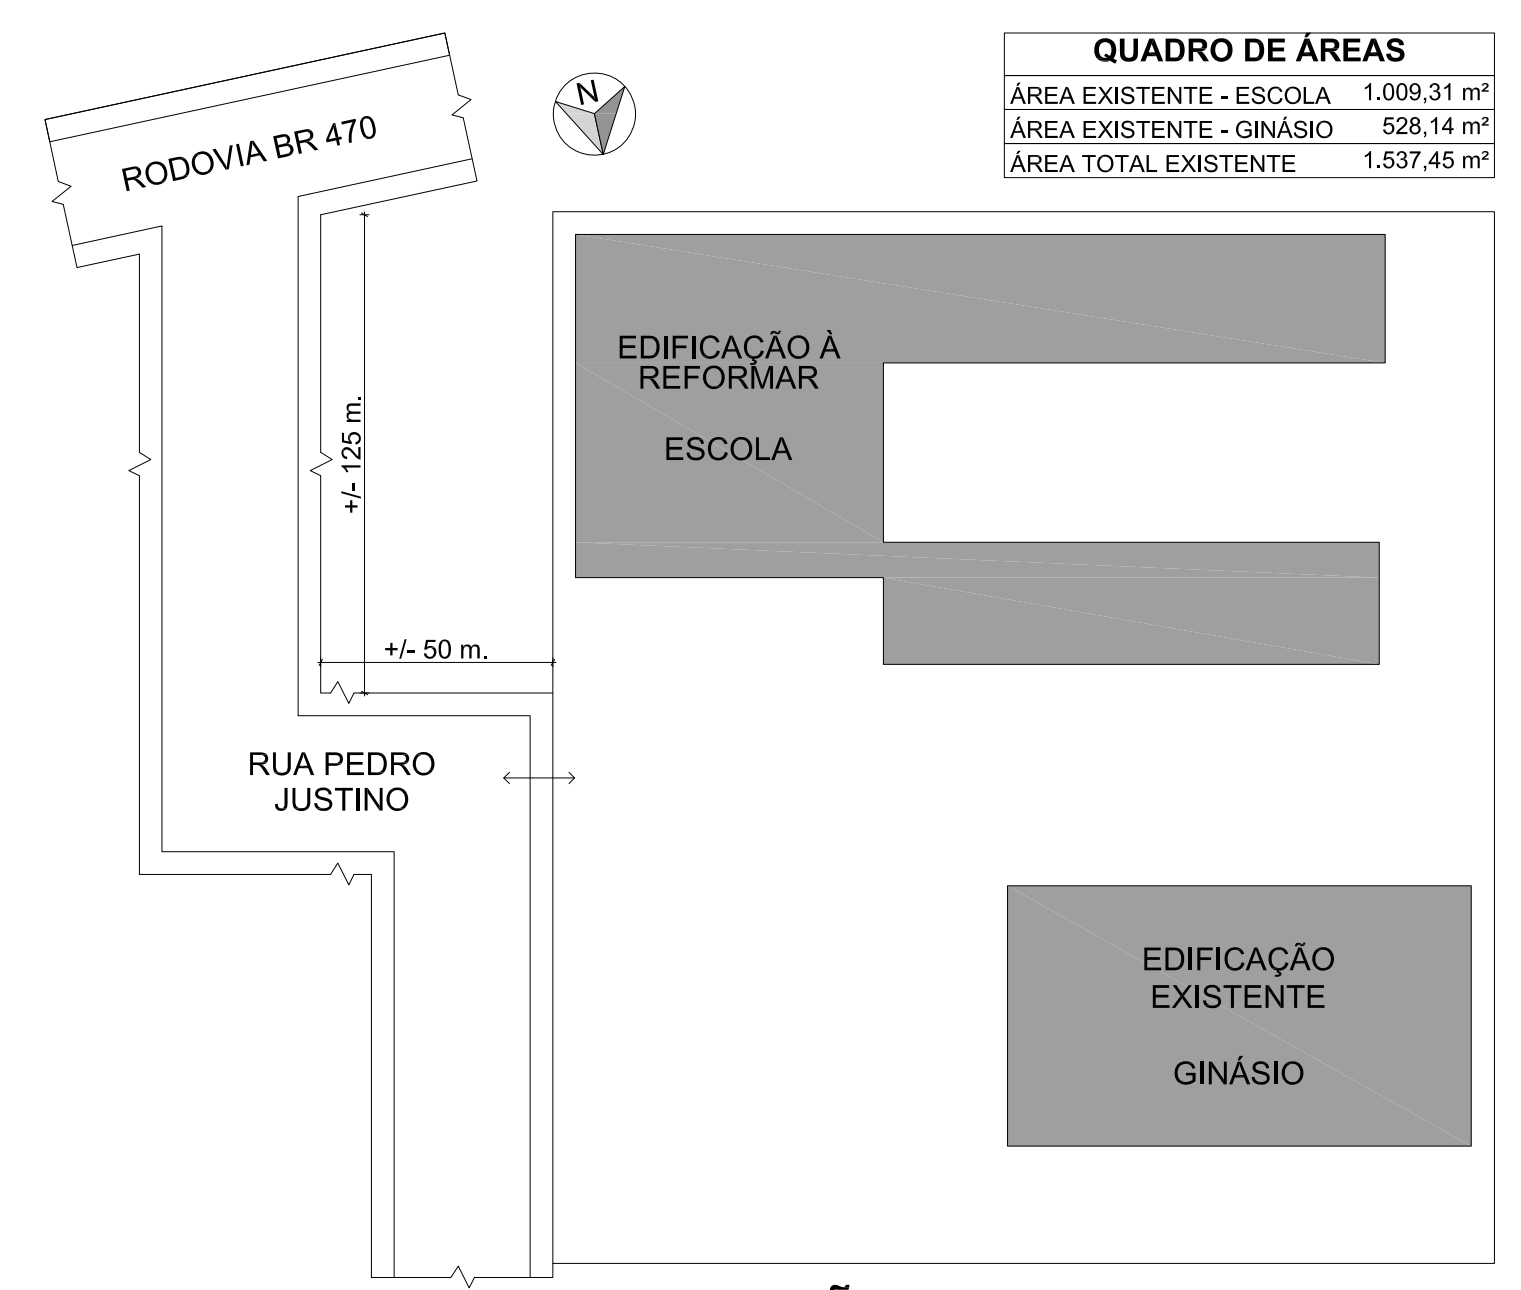 QUADRO DE ÁREAS
ÁREA EXISTENTE - ESCOLA 1.009,31 m²
ÁREA EXISTENTE - GINÁSIO 528,14 m²
ÁREA TOTAL EXISTENTE 1.537,45 m²
N
RODOVIA BR 470
EDIFICAÇÃO À
REFORMAR
ESCOLA
+/- 125 m.
+/- 50 m.
RUA PEDRO
JUSTINO
EDIFICAÇÃO
EXISTENTE
GINÁSIO